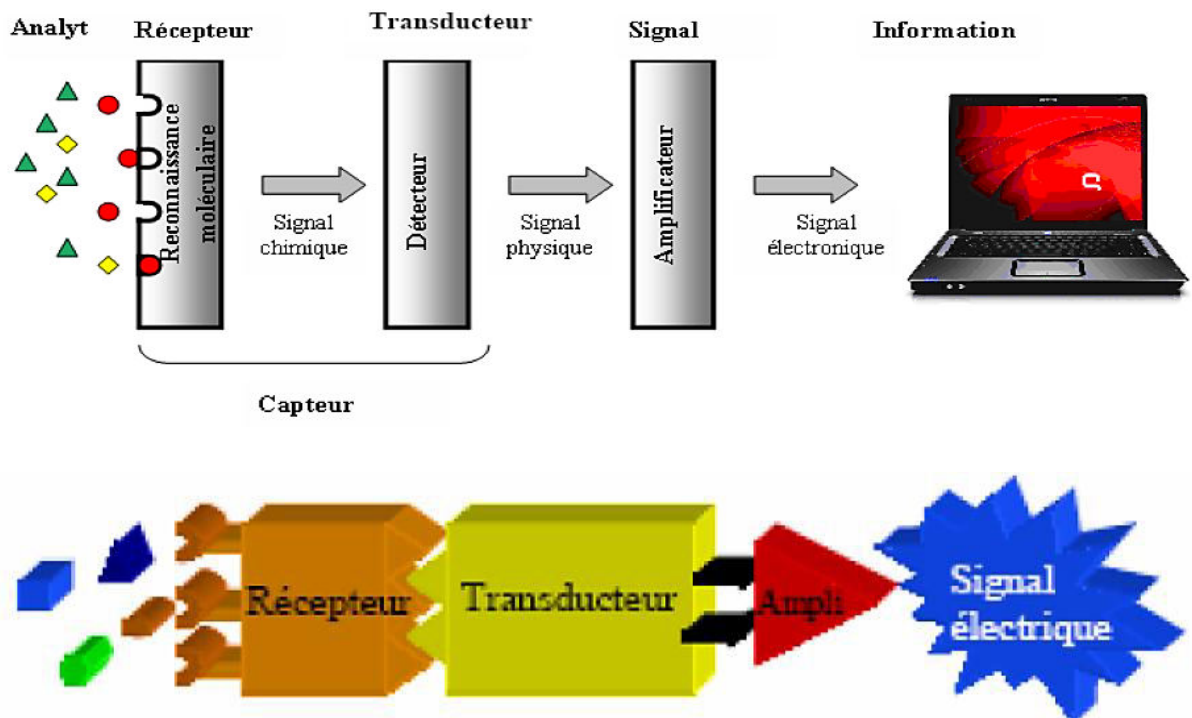 Analyt
Récepteur
Transducteur
Signal
Information
Reconnaissance
moléculaire
Signal
chimique
Détecteur
Signal
physique
Amplificateur
Signal
électronique
Capteur
Récepteur
Transducteur
Ampli
Signal
électrique